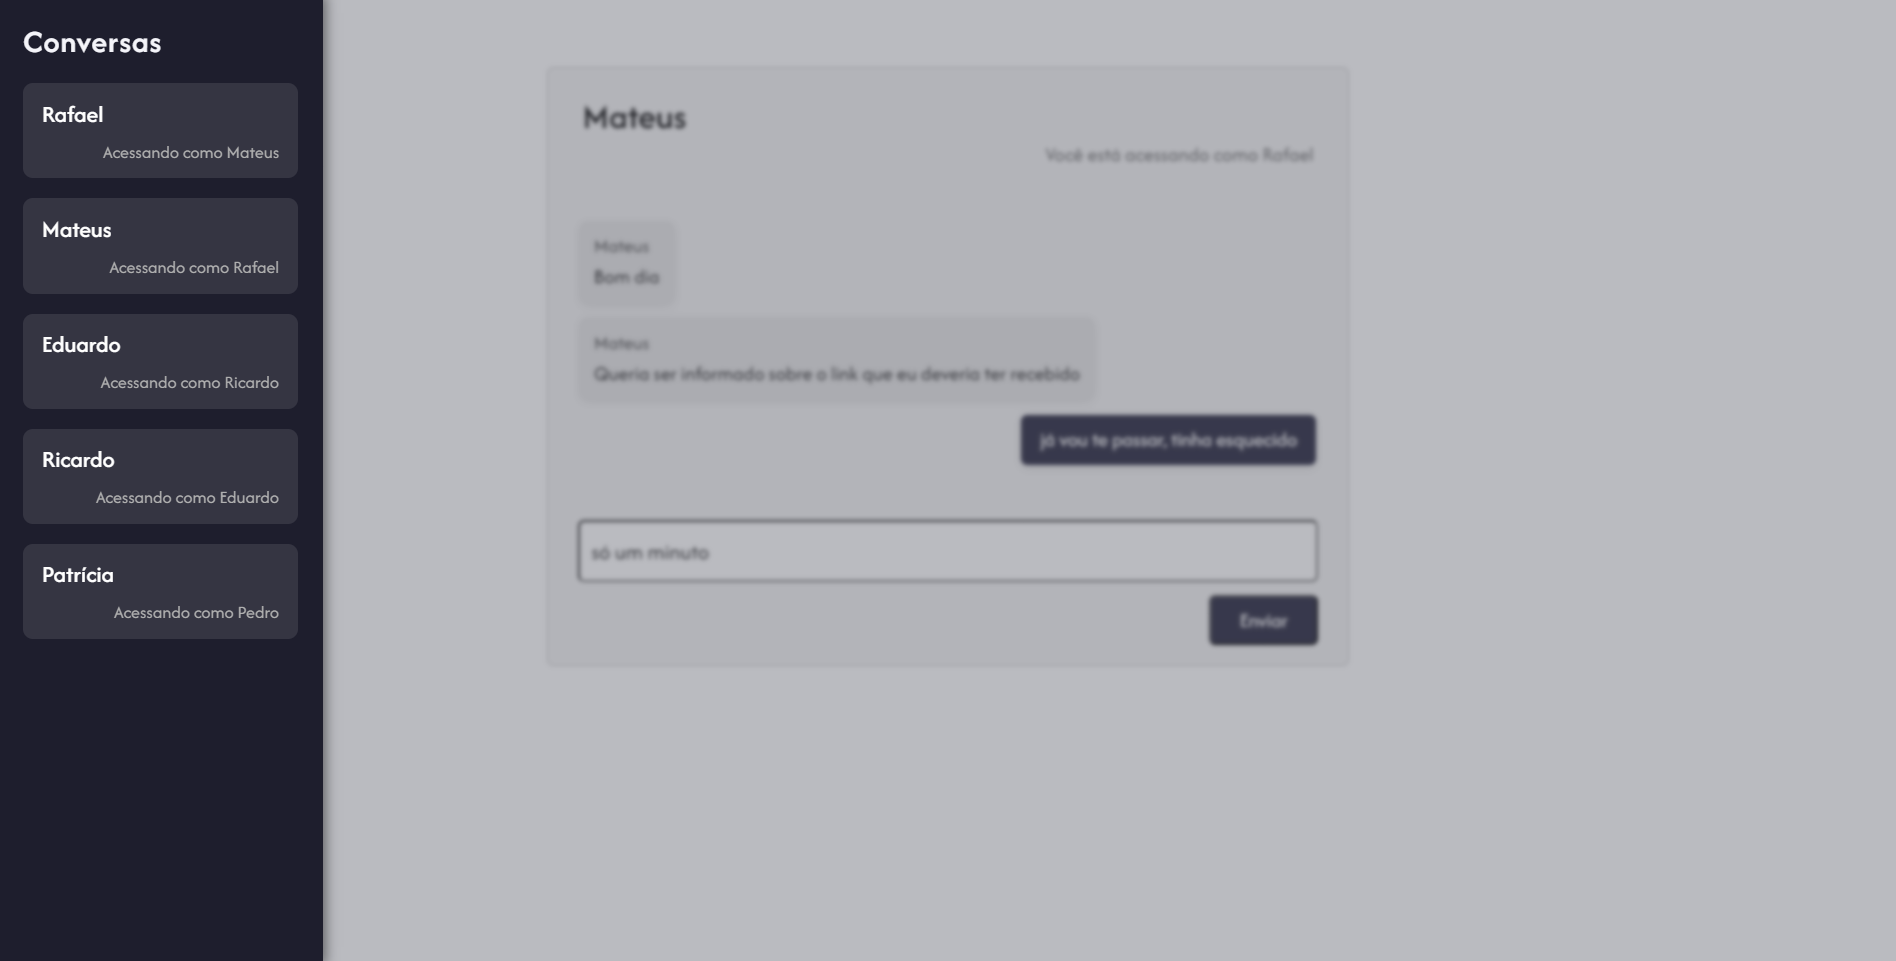 Conversas
Rafael
Acessando como Mateus
Mateus
Acessando como Rafael
Eduardo
Acessando como Ricardo
Ricardo
Acessando como Eduardo
Patrícia
Acessando como Pedro
Mateus
Você está acessando como Rafael
Mateus
Bom dia
Mateus
Queria ser informado sobre o link que eu deveria ter recebido
já vou te passar, tinha esquecido
só um minuto
Enviar